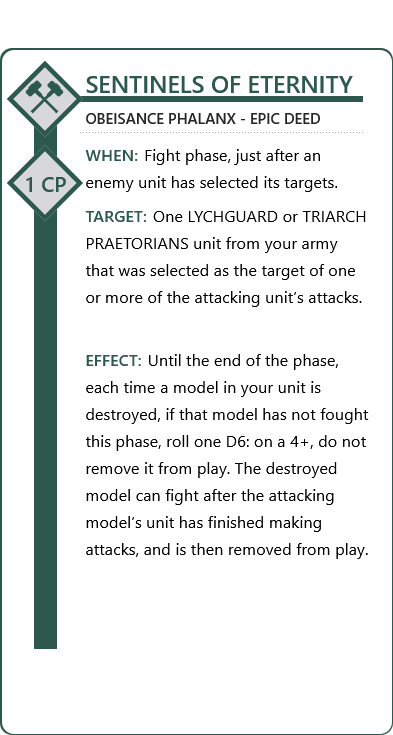 SENTINELS OF ETERNITY
OBEISANCE PHALANX - EPIC DEED
1 CP
WHEN: Fight phase, just after an
enemy unit has selected its targets.
TARGET: One LYCHGUARD or TRIARCH
PRAETORIANS unit from your army
that was selected as the target of one
or more of the attacking unit’s attacks.
EFFECT: Until the end of the phase,
each time a model in your unit is
destroyed, if that model has not fought
this phase, roll one D6: on a 4+, do not
remove it from play. The destroyed
model can fight after the attacking
model’s unit has finished making
attacks, and is then removed from play.